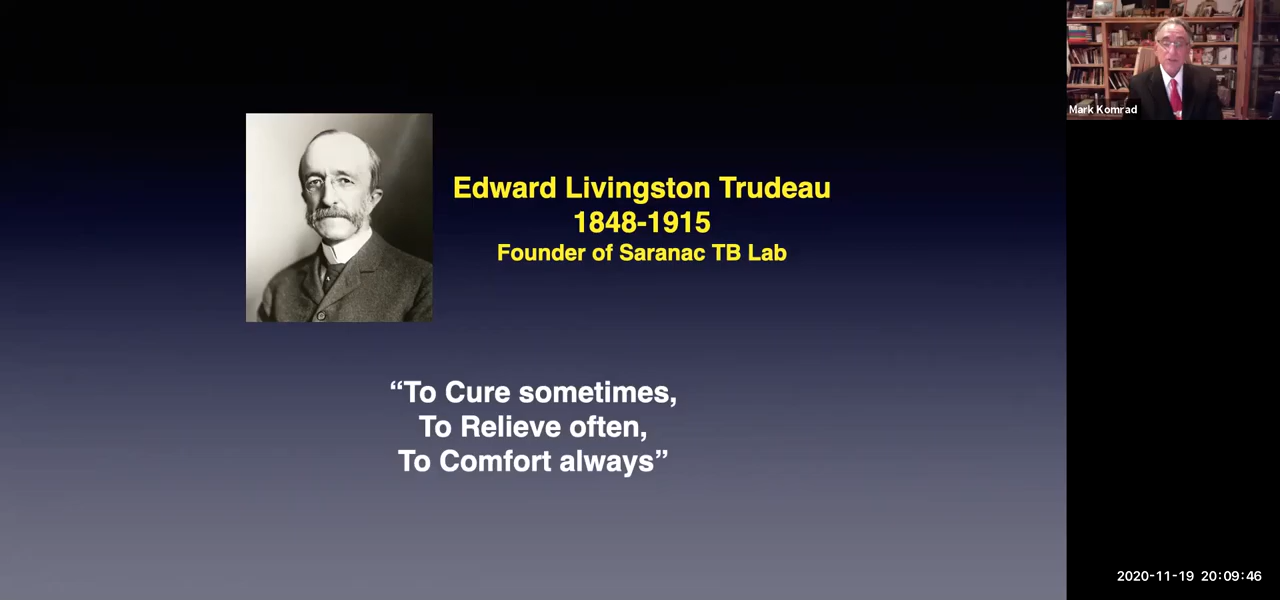 Edward Livingston Trudeau
1848-1915
Founder of Saranac TB Lab
“To Cure sometimes,
To Relieve often,
To Comfort always”
Mark Komrad
2020-11-19 20:09:46